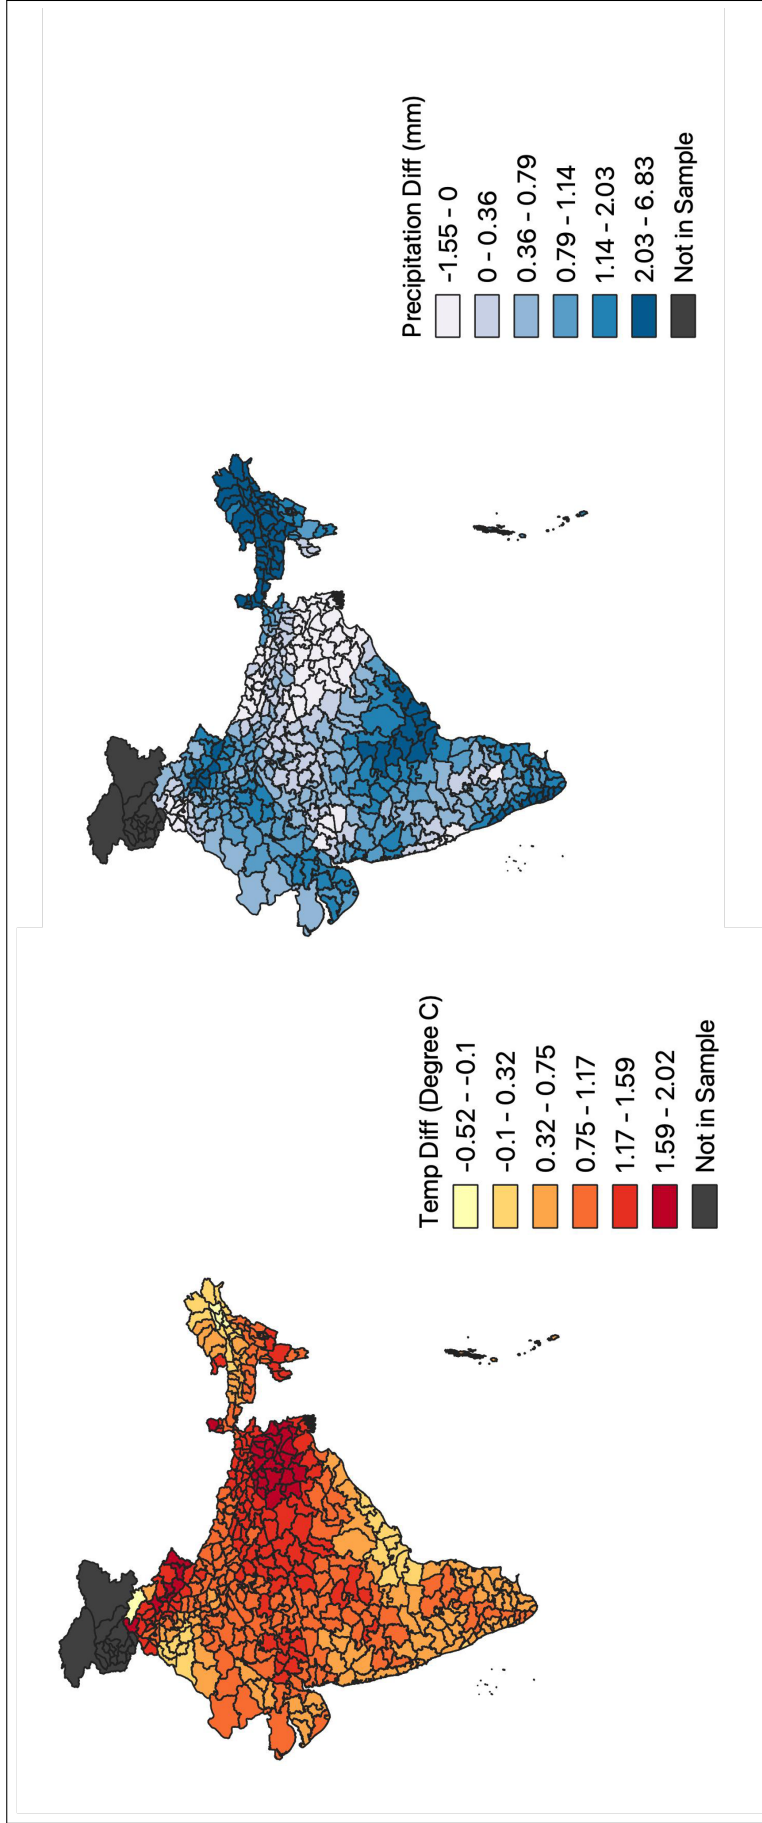 Temp Diff (Degree C)
-0.52 - -0.1
-0.1 - 0.32
0.32 - 0.75
0.75 - 1.17
1.17 - 1.59
1.59 - 2.02
Not in Sample
Precipitation Diff (mm)
-1.55 - 0
0 - 0.36
0.36 - 0.79
0.79 - 1.14
1.14 - 2.03
2.03 - 6.83
Not in Sample